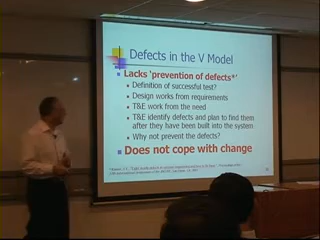 Defects in the V Model
Lacks 'prevention of defects*'
Definition of successful test?
Design works from requirements
T&E work from the need
T&E identify defects and plan to find them
after they have been built into the system
Why not prevent the defects?
Does not cope with change